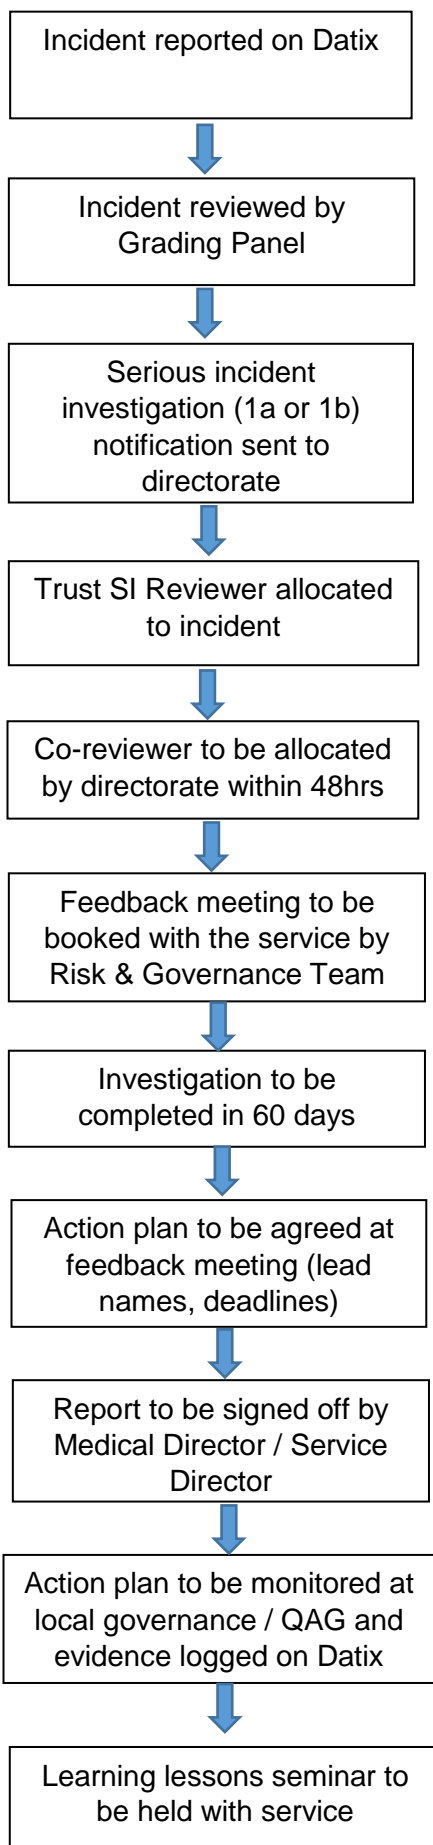 Incident reported on Datix
Incident reviewed by
Grading Panel
Serious incident
investigation (1a or 1b)
notification sent to
directorate
Trust SI Reviewer allocated
to incident
Co-reviewer to be allocated
by directorate within 48hrs
Feedback meeting to be
booked with the service by
Risk & Governance Team
Investigation to be
completed in 60 days
Action plan to be agreed at
feedback meeting (lead
names, deadlines)
Report to be signed off by
Medical Director / Service
Director
Action plan to be monitored at
local governance / QAG and
evidence logged on Datix
Learning lessons seminar to
be held with service